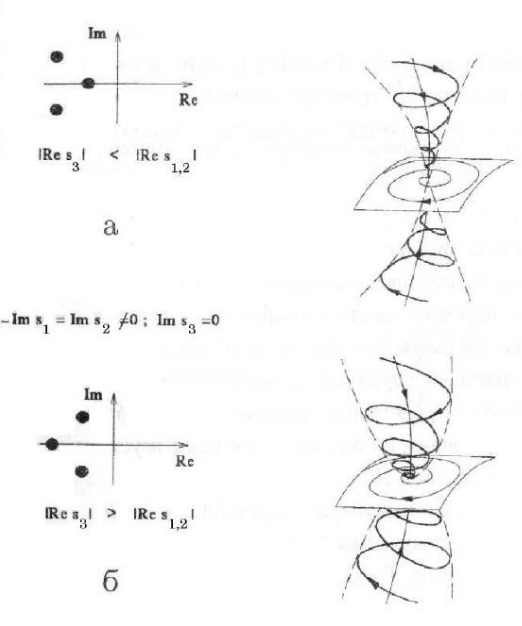 Im
Re
|Re s₃| < |Re s₁,₂|
а
-Im s₁ = Im s₂ ≠0 ; Im s₃ =0
Im
Re
|Re s₃| > |Re s₁,₂|
б